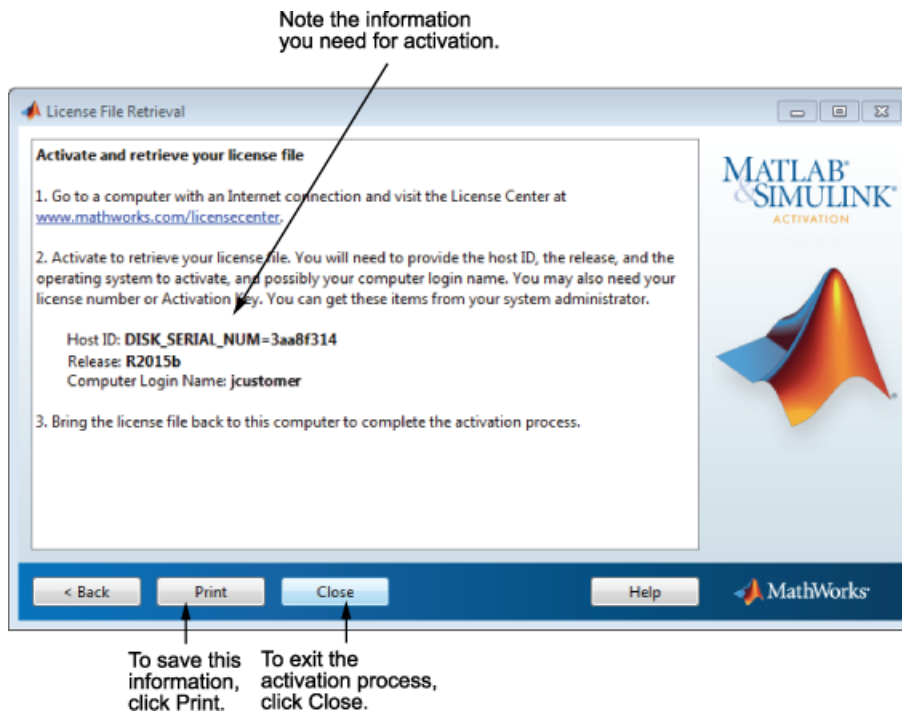 Note the information
you need for activation.
License File Retrieval
Activate and retrieve your license file
1. Go to a computer with an Internet connection and visit the License Center at
www.mathworks.com/licensecenter.
2. Activate to retrieve your license file. You will need to provide the host ID, the release, and the
operating system to activate, and possibly your computer login name. You may also need your
license number or Activation Key. You can get these items from your system administrator.
Host ID: DISK_SERIAL_NUM=3aa8f314
Release: R2015b
Computer Login Name: jcustomer
3. Bring the license file back to this computer to complete the activation process.
MATLAB®
&SIMULINK®
ACTIVATION
< Back
Print
Close
Help
MathWorks®
To save this
information,
click Print.
To exit the
activation process,
click Close.